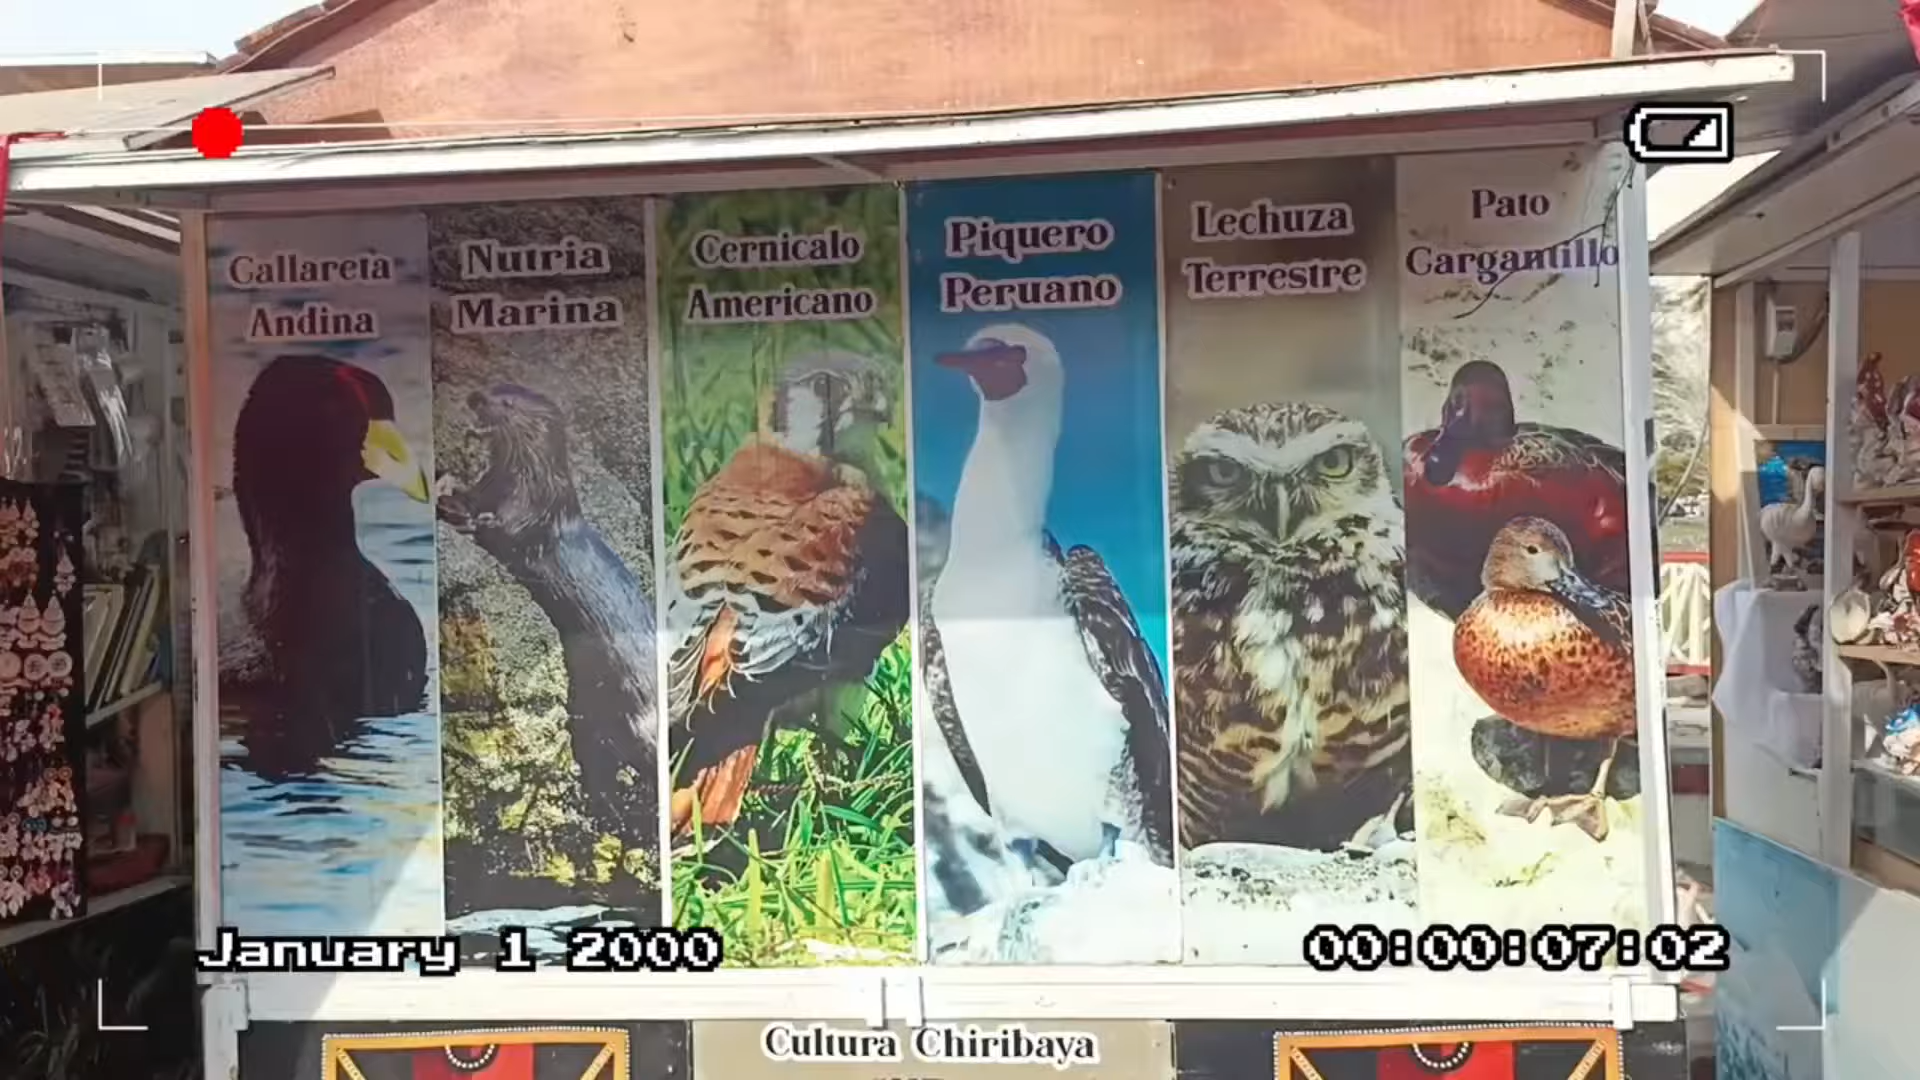 Gallareta
Andina
Nutria
Marina
Cernicalo
Americano
Piquero
Peruano
Lechuza
Terrestre
Pato
Gargantillo
January 1 2000
00:00:07:02
Cultura Chiribaya